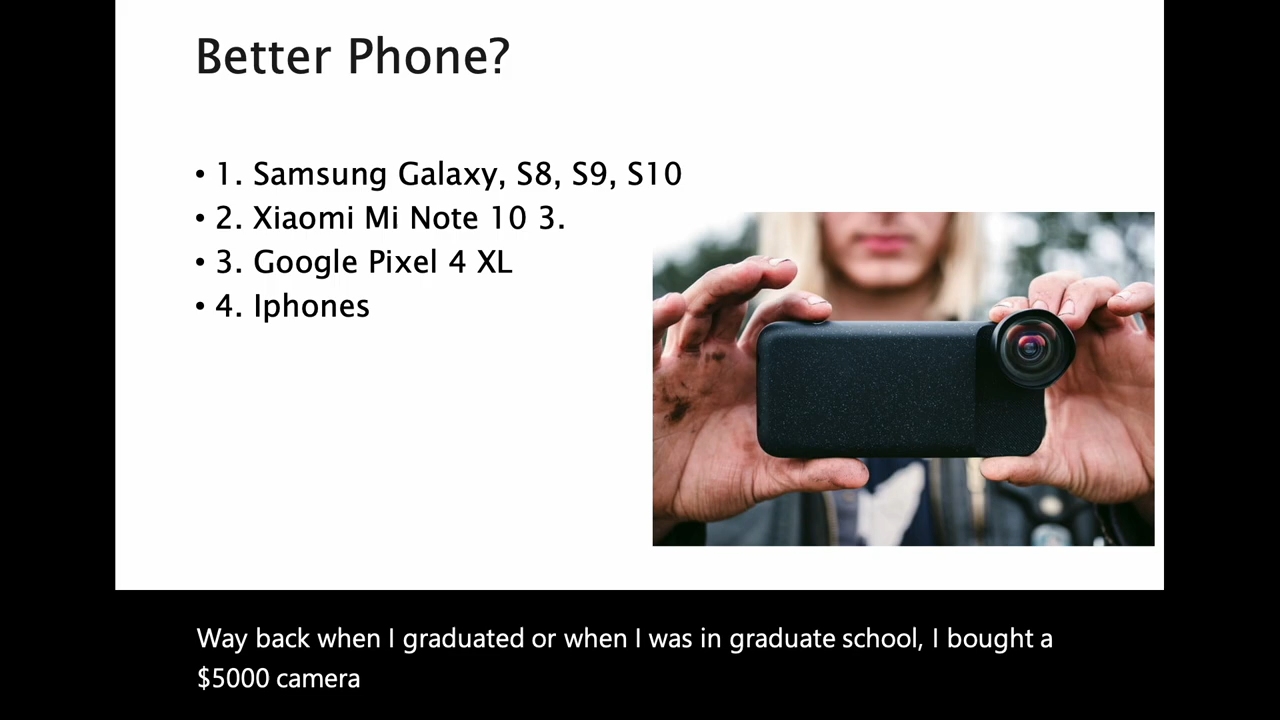 Better Phone?
• 1. Samsung Galaxy, S8, S9, S10
• 2. Xiaomi Mi Note 10 3.
• 3. Google Pixel 4 XL
• 4. Iphones
Way back when I graduated or when I was in graduate school, I bought a
$5000 camera